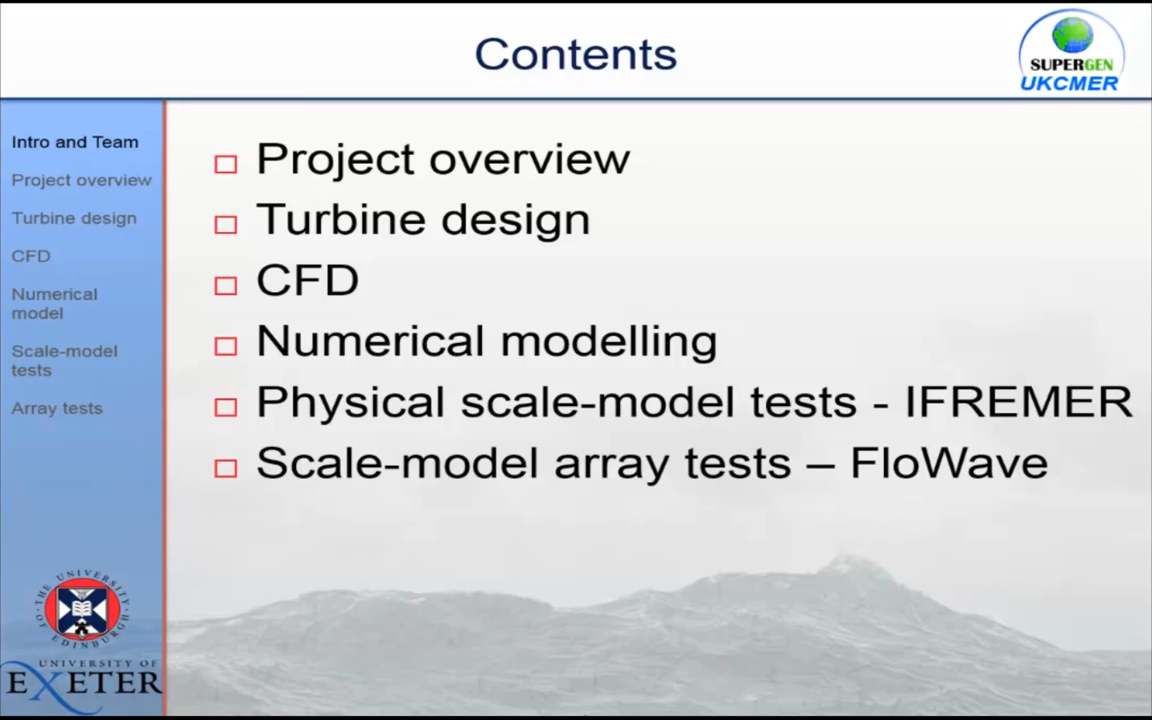 Contents
SUPERGEN
UKCMER
Intro and Team
Project overview
Turbine design
CFD
Numerical
model
Scale-model
tests
Array tests
Project overview
Turbine design
CFD
Numerical modelling
Physical scale-model tests - IFREMER
Scale-model array tests – FloWave
THE UNIVERSITY OF EDINBURGH
UNIVERSITY OF
EXETER